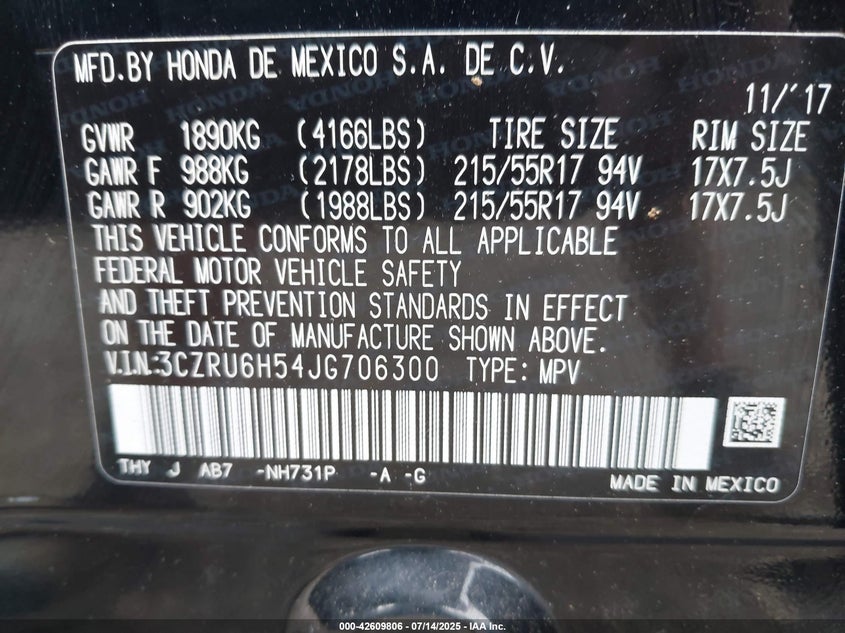 MFD.BY HONDA DE MEXICO S.A. DE C.V.
11/'17
GVWR 1890KG (4166LBS) TIRE SIZE RIM SIZE
GAWR F 988KG (2178LBS) 215/55R17 94V 17X7.5J
GAWR R 902KG (1988LBS) 215/55R17 94V 17X7.5J
THIS VEHICLE CONFORMS TO ALL APPLICABLE
FEDERAL MOTOR VEHICLE SAFETY
AND THEFT PREVENTION STANDARDS IN EFFECT
ON THE DATE OF MANUFACTURE SHOWN ABOVE.
V.I.N.:3CZRU6H54JG706300 TYPE: MPV
THY J AB7 -NH731P -A -G
MADE IN MEXICO
000-42609806 - 07/14/2025 - IAA Inc.